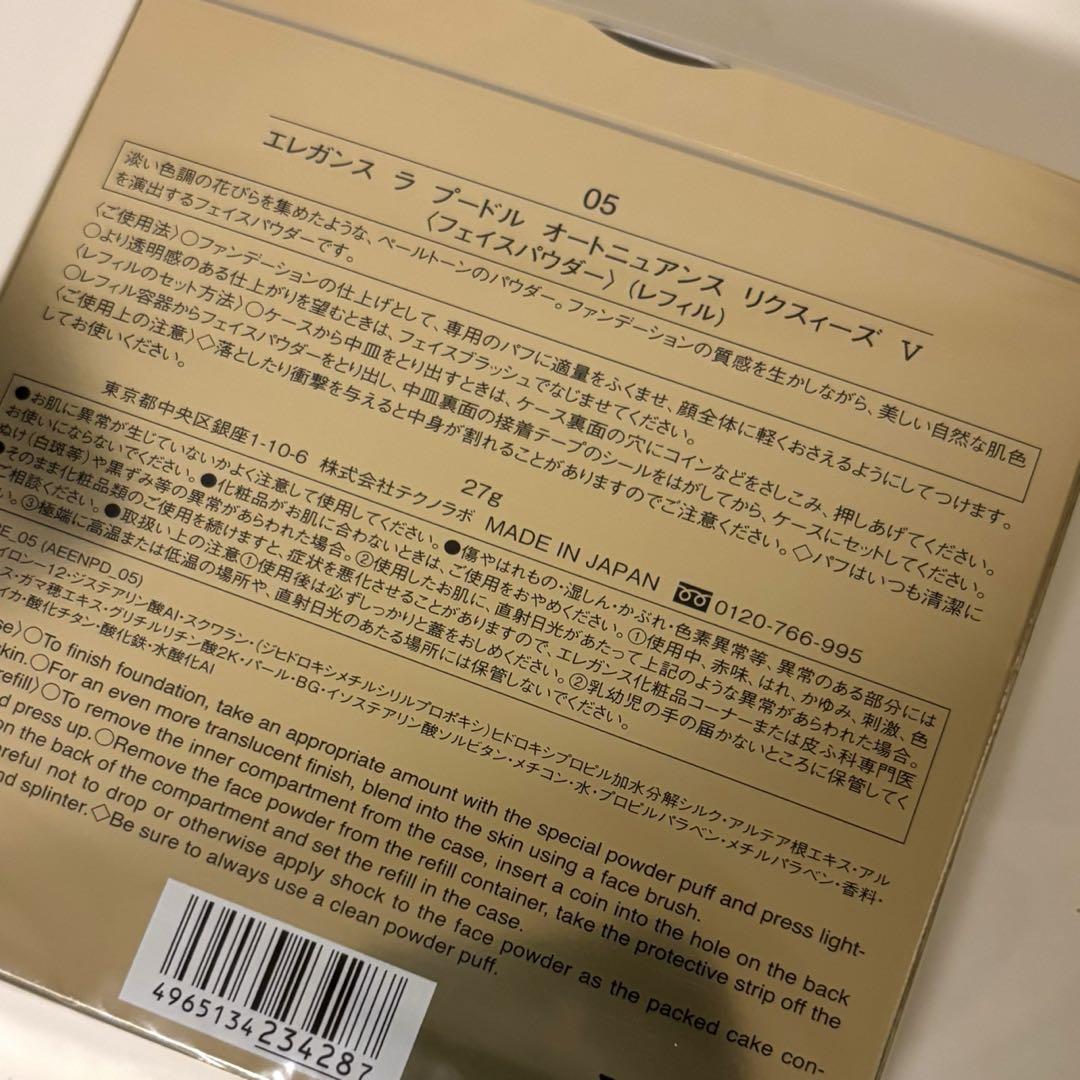 05
エレガンス ラ プードル オートニュアンス リクスィーズ V
〈フェイスパウダー〉(レフィル)
淡い色調の花びらを集めたような、ペールトーンのパウダー。ファンデーションの質感を生かしながら、美しい自然な肌色
を演出するフェイスパウダーです。
〈ご使用法〉○ファンデーションの仕上げとして、専用のパフに適量をふくませ、顔全体に軽くおさえるようにしてつけます。
○より透明感のある仕上がりを望むときは、フェイスブラッシュでなじませてください。
〈レフィルのセット方法〉○ケースから中皿をとり出すときは、ケース裏面の穴にコインなどをさしこみ、押しあげてください。
○レフィル容器からフェイスパウダーをとり出し、中皿裏面の接着テープのシールをはがしてから、ケースにセットしてください。
〈ご使用上の注意〉◇落としたり衝撃を与えると中身が割れることがありますのでご注意ください。◇パフはいつも清潔に
してお使いください。
27g
東京都中央区銀座1-10-6 株式会社テクノラボ MADE IN JAPAN 0120-766-995
●お肌に異常が生じていないかよく注意して使用してください。●傷やはれもの・湿しん・かぶれ・色素異常等、異常のある部分には
お使いにならないでください。●化粧品がお肌に合わないときは、ご使用をおやめください。①使用中、赤味、はれ、かゆみ、刺激、色
ぬけ(白斑等)や黒ずみ等の異常があらわれた場合。②使用したお肌に、直射日光があたって上記のような異常があらわれた場合。
●そのまま化粧品類のご使用を続けますと、症状を悪化させることがありますので、エレガンス化粧品コーナーまたは皮ふ科専門医
ご相談ください。●取扱い上の注意①使用後は必ずしっかりと蓋をおしめください。②乳幼児の手の届かないところに保管してく
い。③極端に高温または低温の場所や、直射日光のあたる場所には保管しないでください。
E_05 (AEENPD_05)
イロン-12・ジステアリン酸Al・スクワラン・(ジヒドロキシメチルシリルプロポキシ)ヒドロキシプロピル加水分解シルク・アルテア根エキス・アル
ス・ガマ穂エキス・グリチルリチン酸2K・パール・BG・イソステアリン酸ソルビタン・メチコン・水・プロピルパラベン・メチルパラベン・香料・
イカ・酸化チタン・酸化鉄・水酸化Al
se〉○To finish foundation, take an appropriate amount with the special powder puff and press light-
kin.○For an even more translucent finish, blend into the skin using a face brush.
refill〉○To remove the inner compartment from the case, insert a coin into the hole on the back
d press up.○Remove the face powder from the refill container, take the protective strip off the
on the back of the compartment and set the refill in the case.
areful not to drop or otherwise apply shock to the face powder as the packed cake con-
nd splinter.◇Be sure to always use a clean powder puff.
4965134234287